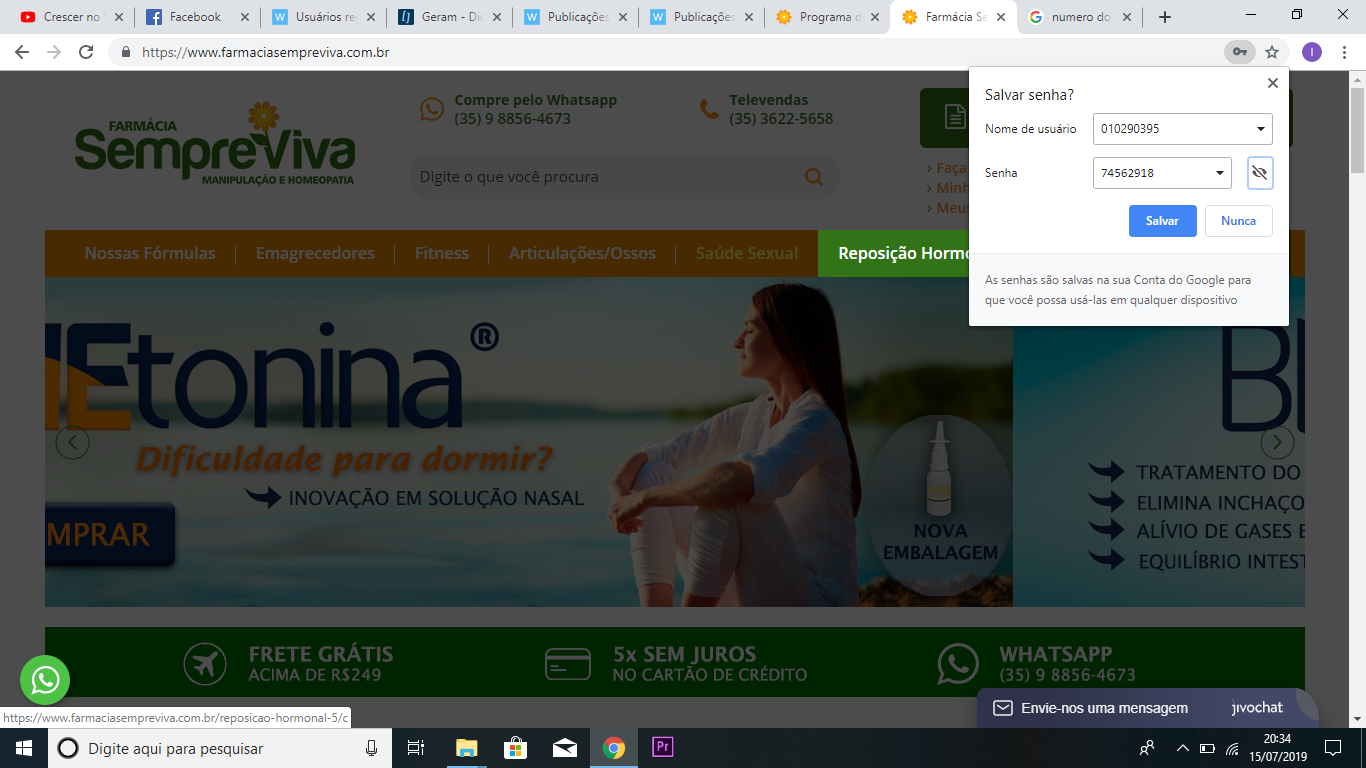 Crescer no
Facebook
Usuários re
Geram - Dic
Publicações
Publicações
Programa d
Farmácia Se
numero do
https://www.farmaciasempreviva.com.br
I
Salvar senha?
Nome de usuário
010290395
Senha
74562918
Salvar
Nunca
As senhas são salvas na sua Conta do Google para
que você possa usá-las em qualquer dispositivo
FARMÁCIA
SempreViva
MANIPULAÇÃO E HOMEOPATIA
Compre pelo Whatsapp
(35) 9 8856-4673
Televendas
(35) 3622-5658
Digite o que você procura
› Faça
› Minh
› Meus
Nossas Fórmulas
Emagrecedores
Fitness
Articulações/Ossos
Saúde Sexual
Reposição Hormo
NEtonina®
Dificuldade para dormir?
INOVAÇÃO EM SOLUÇÃO NASAL
OMPRAR
NOVA
EMBALAGEM
TRATAMENTO DO
ELIMINA INCHAÇO
ALÍVIO DE GASES E
EQUILÍBRIO INTEST
FRETE GRÁTIS
ACIMA DE R$249
5x SEM JUROS
NO CARTÃO DE CRÉDITO
WHATSAPP
(35) 9 8856-4673
Envie-nos uma mensagem
jivochat
https://www.farmaciasempreviva.com.br/reposicao-hormonal-5/c
Digite aqui para pesquisar
Pr
20:34
15/07/2019